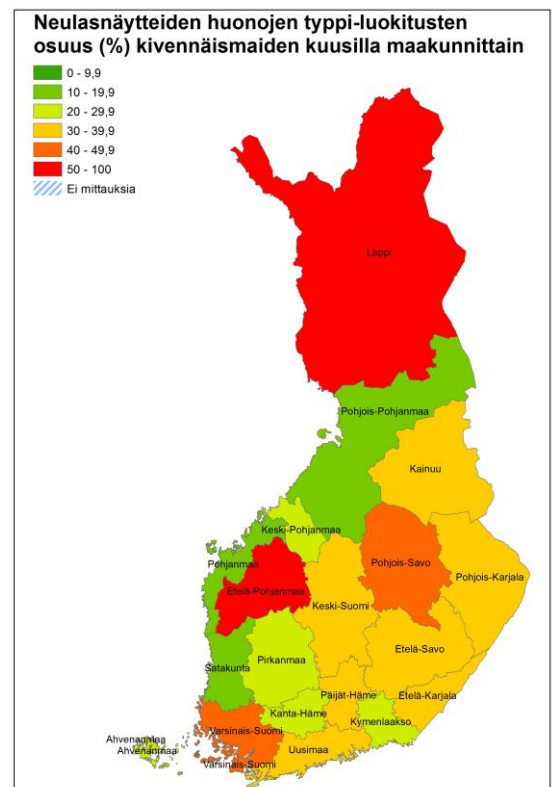 Neulasnäytteiden huonojen typpi-luokitusten
osuus (%) kivennäismaiden kuusilla maakunnittain
0 - 9,9
10 - 19,9
20 - 29,9
30 - 39,9
40 - 49,9
50 - 100
Ei mittauksia
Lappi
Pohjois-Pohjanmaa
Kainuu
Keski-Pohjanmaa
Pohjanmaa
Pohjois-Savo
Pohjois-Karjala
Etelä-Pohjanmaa
Keski-Suomi
Etelä-Savo
Pirkanmaa
Satakunta
Päijät-Häme
Etelä-Karjala
Kanta-Häme
Kymenlaakso
Varsinais-Suomi
Ahvenanmaa
Ahvenanmaa
Uusimaa
Varsinais-Suomi